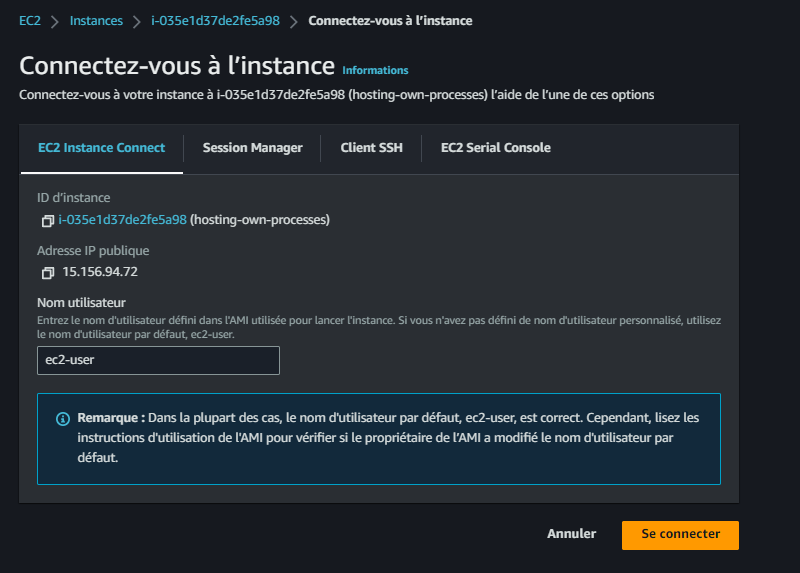 EC2 > Instances > i-035e1d37de2fe5a98 > Connectez-vous à l'instance
Connectez-vous à l'instance Informations
Connectez-vous à votre instance à i-035e1d37de2fe5a98 (hosting-own-processes) l'aide de l'une de ces options
EC2 Instance Connect Session Manager Client SSH EC2 Serial Console
ID d'instance
i-035e1d37de2fe5a98 (hosting-own-processes)
Adresse IP publique
15.156.94.72
Nom utilisateur
Entrez le nom d'utilisateur défini dans l'AMI utilisée pour lancer l'instance. Si vous n'avez pas défini de nom d'utilisateur personnalisé, utilisez
le nom d'utilisateur par défaut, ec2-user.
ec2-user
Remarque : Dans la plupart des cas, le nom d'utilisateur par défaut, ec2-user, est correct. Cependant, lisez les
instructions d'utilisation de l'AMI pour vérifier si le propriétaire de l'AMI a modifié le nom d'utilisateur par
défaut.
Annuler Se connecter